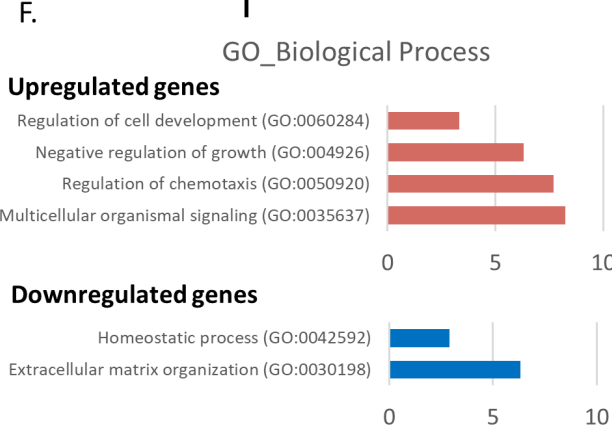 F.
GO_Biological Process
Upregulated genes
Regulation of cell development (GO:0060284)
Negative regulation of growth (GO:004926)
Regulation of chemotaxis (GO:0050920)
Multicellular organismal signaling (GO:0035637)
0 5 10
Downregulated genes
Homeostatic process (GO:0042592)
Extracellular matrix organization (GO:0030198)
0 5 10